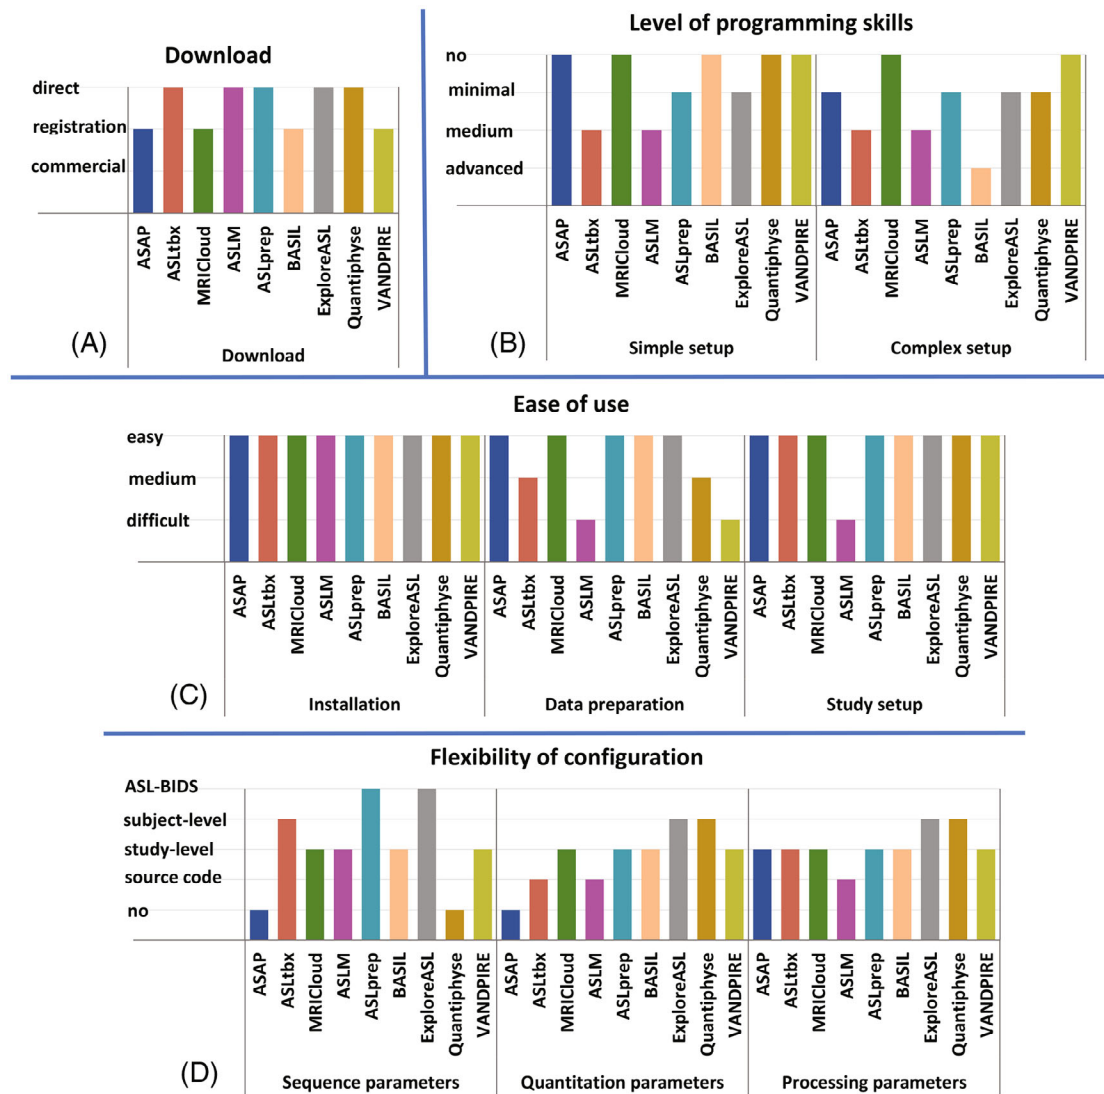 Download
direct
registration
commercial
ASAP
ASLtbx
MRICloud
ASLM
ASLprep
BASIL
ExploreASL
Quantiphyse
VANDPIRE
Download
(A)
Level of programming skills
no
minimal
medium
advanced
ASAP
ASLtbx
MRICloud
ASLM
ASLprep
BASIL
ExploreASL
Quantiphyse
VANDPIRE
ASAP
ASLtbx
MRICloud
ASLM
ASLprep
BASIL
ExploreASL
Quantiphyse
VANDPIRE
Simple setup
Complex setup
(B)
Ease of use
easy
medium
difficult
ASAP
ASLtbx
MRICloud
ASLM
ASLprep
BASIL
ExploreASL
Quantiphyse
VANDPIRE
ASAP
ASLtbx
MRICloud
ASLM
ASLprep
BASIL
ExploreASL
Quantiphyse
VANDPIRE
ASAP
ASLtbx
MRICloud
ASLM
ASLprep
BASIL
ExploreASL
Quantiphyse
VANDPIRE
Installation
Data preparation
Study setup
(C)
Flexibility of configuration
ASL-BIDS
subject-level
study-level
source code
no
ASAP
ASLtbx
MRICloud
ASLM
ASLprep
BASIL
ExploreASL
Quantiphyse
VANDPIRE
ASAP
ASLtbx
MRICloud
ASLM
ASLprep
BASIL
ExploreASL
Quantiphyse
VANDPIRE
ASAP
ASLtbx
MRICloud
ASLM
ASLprep
BASIL
ExploreASL
Quantiphyse
VANDPIRE
Sequence parameters
Quantitation parameters
Processing parameters
(D)